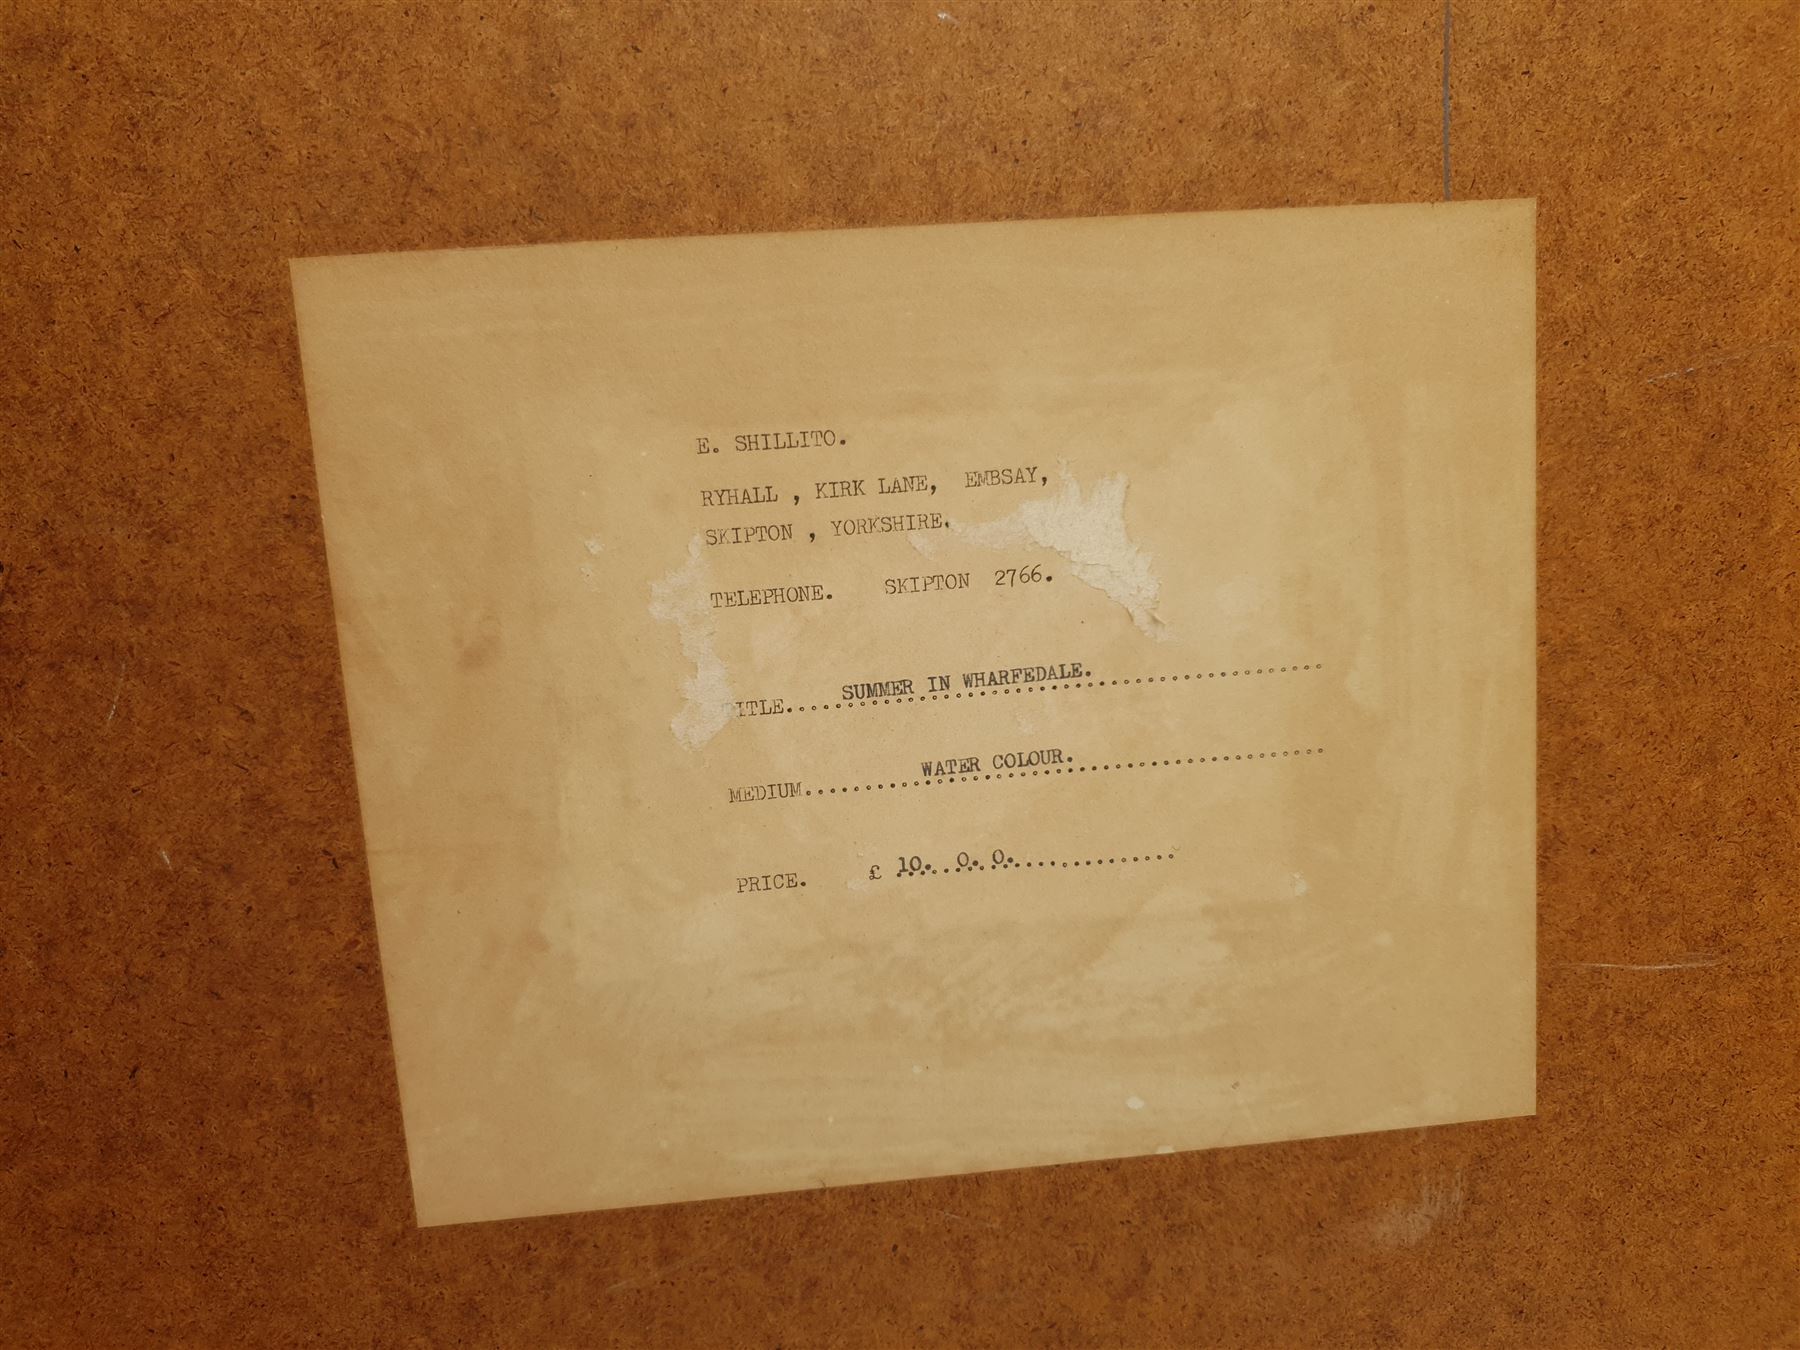 E. SHILLITO.
RYHALL , KIRK LANE, EMBSAY,
SKIPTON , YORKSHIRE.
TELEPHONE. SKIPTON 2766.
TITLE..... SUMMER IN WHARFEDALE.....................
MEDIUM.......... WATER COLOUR......................
PRICE. £ 10. 0. 0...............